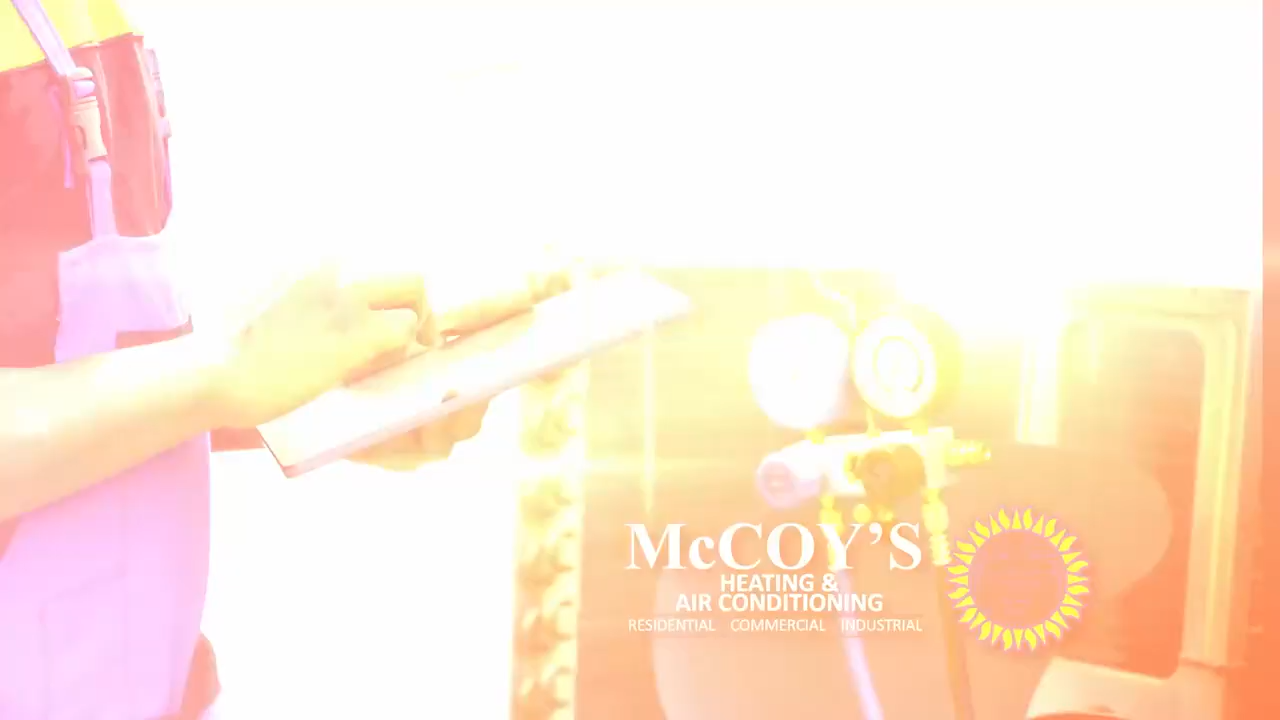 McCOY'S
HEATING &
AIR CONDITIONING
RESIDENTIAL COMMERCIAL INDUSTRIAL